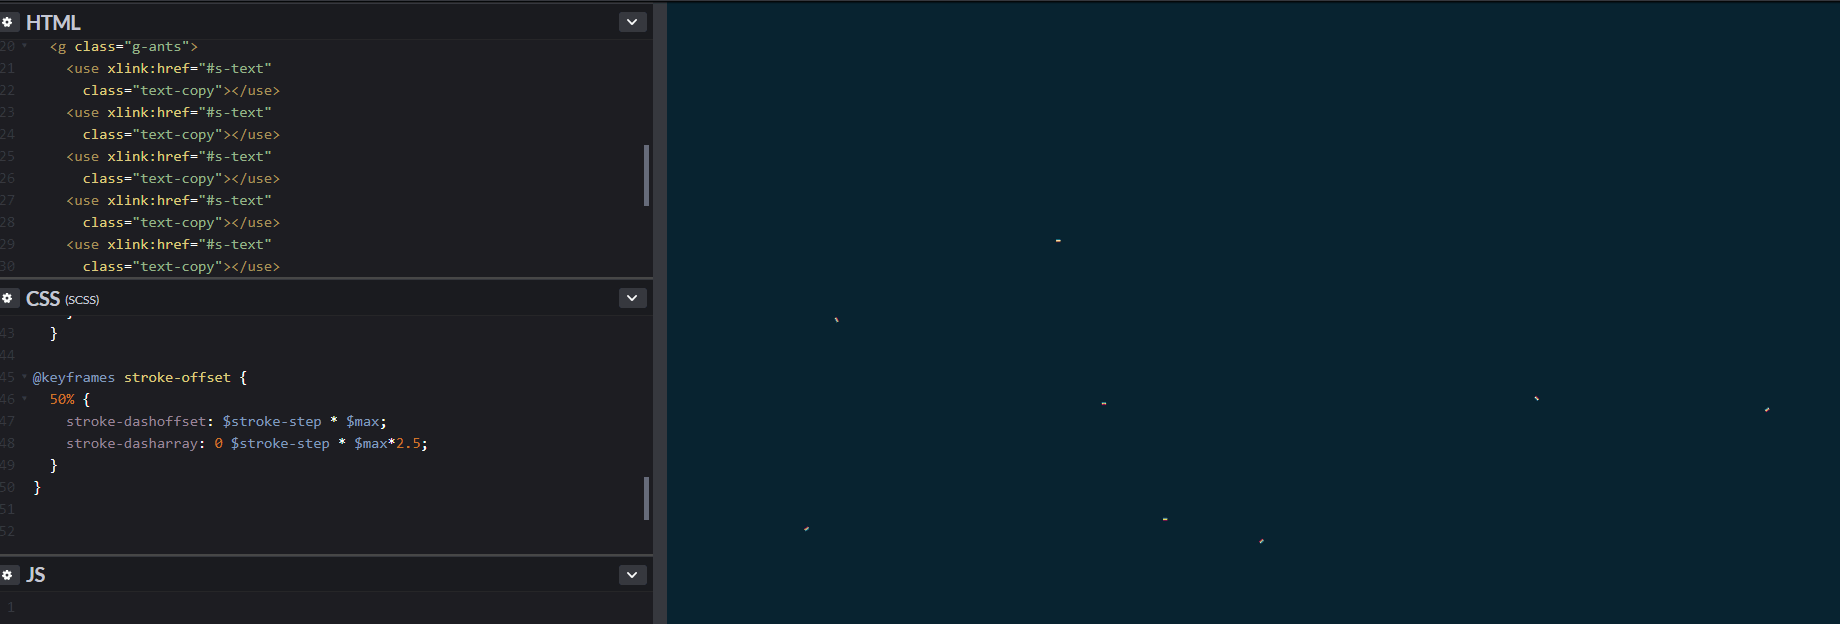 HTML
20 <g class="g-ants">
21 <use xlink:href="#s-text"
22 class="text-copy"></use>
23 <use xlink:href="#s-text"
24 class="text-copy"></use>
25 <use xlink:href="#s-text"
26 class="text-copy"></use>
27 <use xlink:href="#s-text"
28 class="text-copy"></use>
29 <use xlink:href="#s-text"
30 class="text-copy"></use>
CSS (SCSS)
43 }
44
45 @keyframes stroke-offset {
46 50% {
47 stroke-dashoffset: $stroke-step * $max;
48 stroke-dasharray: 0 $stroke-step * $max*2.5;
49 }
50 }
51
52
JS
1